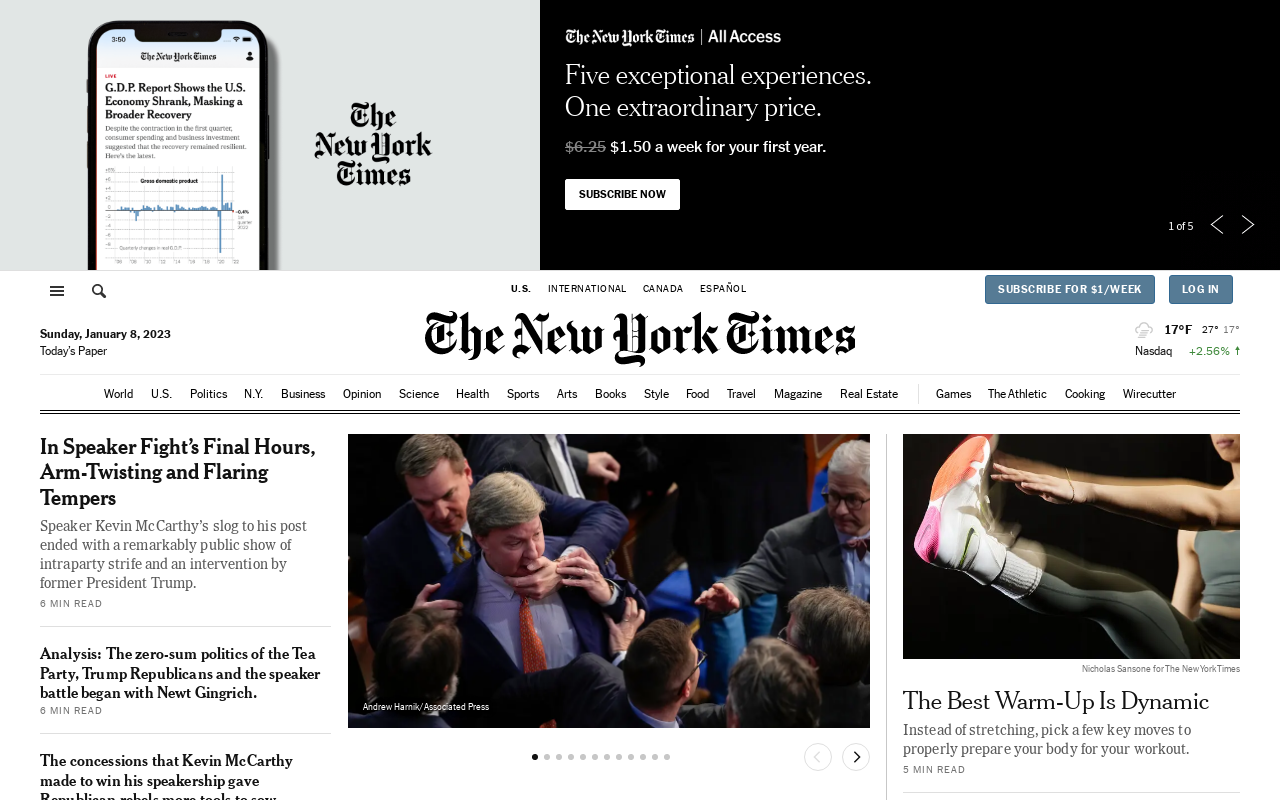 3:50
The New York Times
LIVE
G.D.P. Report Shows the U.S.
Economy Shrank, Masking a
Broader Recovery
Despite the contraction in the first quarter,
consumer spending and business investment
suggested that the recovery remained resilient.
Here's the latest.
Gross domestic product
Quarterly changes in real G.D.P.
The
New York
Times
The New York Times | All Access
Five exceptional experiences.
One extraordinary price.
$6.25 $1.50 a week for your first year.
SUBSCRIBE NOW
1 of 5
U.S. INTERNATIONAL CANADA ESPAÑOL
SUBSCRIBE FOR $1/WEEK LOG IN
Sunday, January 8, 2023
Today's Paper
The New York Times
17°F 27° 17°
Nasdaq +2.56%
World U.S. Politics N.Y. Business Opinion Science Health Sports Arts Books Style Food Travel Magazine Real Estate Games The Athletic Cooking Wirecutter
In Speaker Fight’s Final Hours,
Arm-Twisting and Flaring
Tempers
Speaker Kevin McCarthy’s slog to his post
ended with a remarkably public show of
intraparty strife and an intervention by
former President Trump.
6 MIN READ
Analysis: The zero-sum politics of the Tea
Party, Trump Republicans and the speaker
battle began with Newt Gingrich.
6 MIN READ
The concessions that Kevin McCarthy
made to win his speakership gave
Republican rebels more tools to sow
Andrew Harnik/Associated Press
Nicholas Sansone for The New York Times
The Best Warm-Up Is Dynamic
Instead of stretching, pick a few key moves to
properly prepare your body for your workout.
5 MIN READ